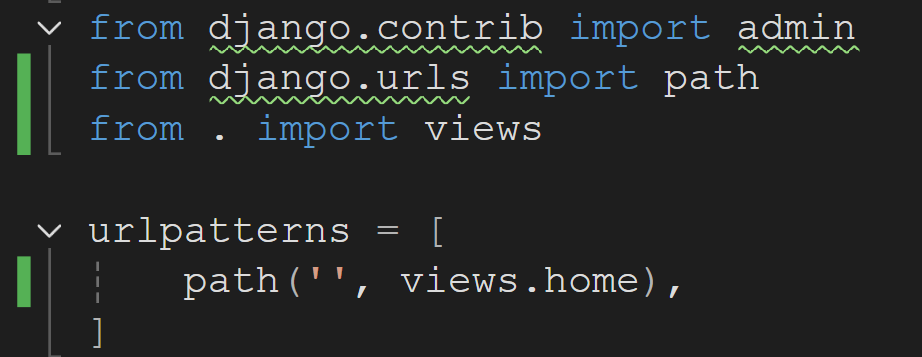 from django.contrib import admin
from django.urls import path
from . import views
urlpatterns = [
    path('', views.home),
]